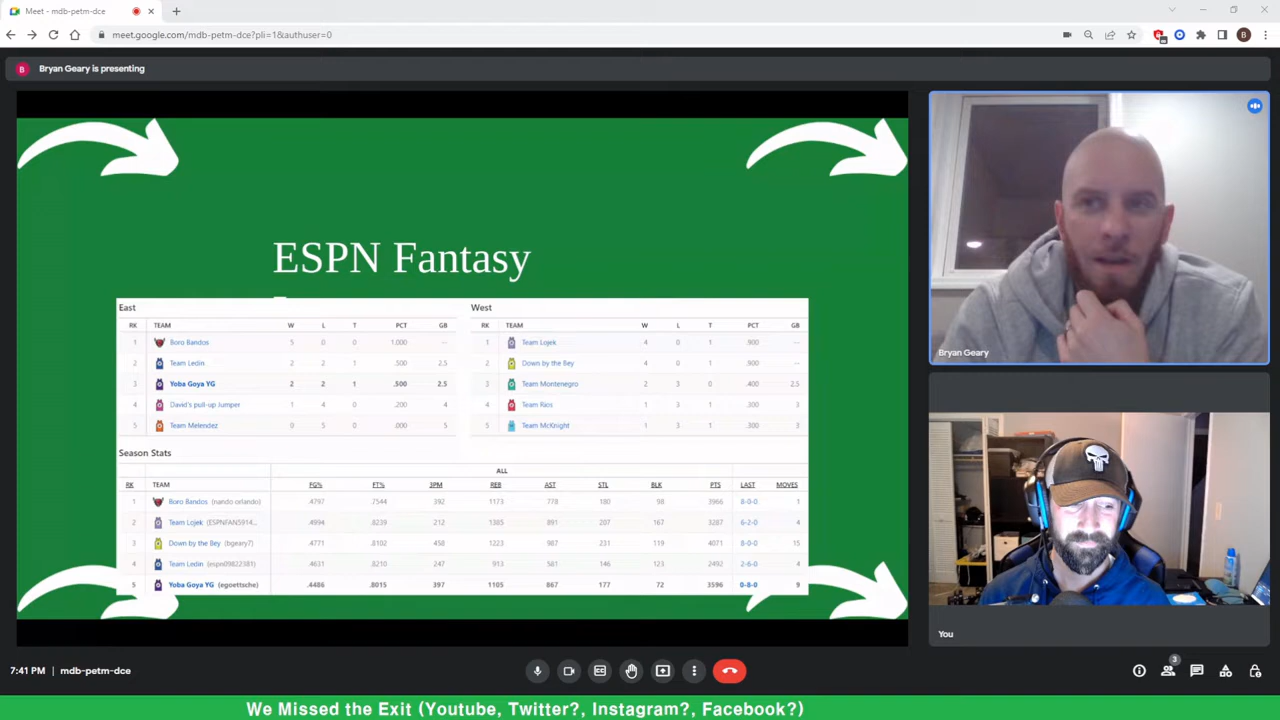 Meet - mdb-petm-dce
meet.google.com/mdb-petm-dce?pli=1&authuser=0
B
B Bryan Geary is presenting
ESPN Fantasy
East
RK TEAM W L T PCT GB
1 Boro Bandos 5 0 0 1.000 --
2 Team Ledin 2 2 1 .500 2.5
3 Yoba Goya YG 2 2 1 .500 2.5
4 David's pull-up Jumper 1 4 0 .200 4
5 Team Melendez 0 5 0 .000 5
West
RK TEAM W L T PCT GB
1 Team Lojek 4 0 1 .900 --
2 Down by the Bey 4 0 1 .900 --
3 Team Montenegro 2 3 0 .400 2.5
4 Team Rios 1 3 1 .300 3
5 Team McKnight 1 3 1 .300 3
Season Stats
ALL
RK TEAM FG% FT% 3PM REB AST STL BLK PTS LAST MOVES
1 Boro Bandos (nando orlando) .4797 .7544 392 1173 778 180 98 3966 8-0-0 1
2 Team Lojek (ESPNFAN5914... .4994 .8239 212 1305 891 207 167 3287 6-2-0 4
3 Down by the Bey (bgeary7) .4771 .8102 458 1223 987 231 119 4071 8-0-0 15
4 Team Ledin (espn09822381) .4631 .8210 247 913 581 146 123 2492 2-6-0 4
5 Yoba Goya YG (egoettsche) .4486 .8015 397 1105 867 177 72 3596 0-8-0 9
Bryan Geary
You
7:41 PM | mdb-petm-dce
3
We Missed the Exit (Youtube, Twitter?, Instagram?, Facebook?)